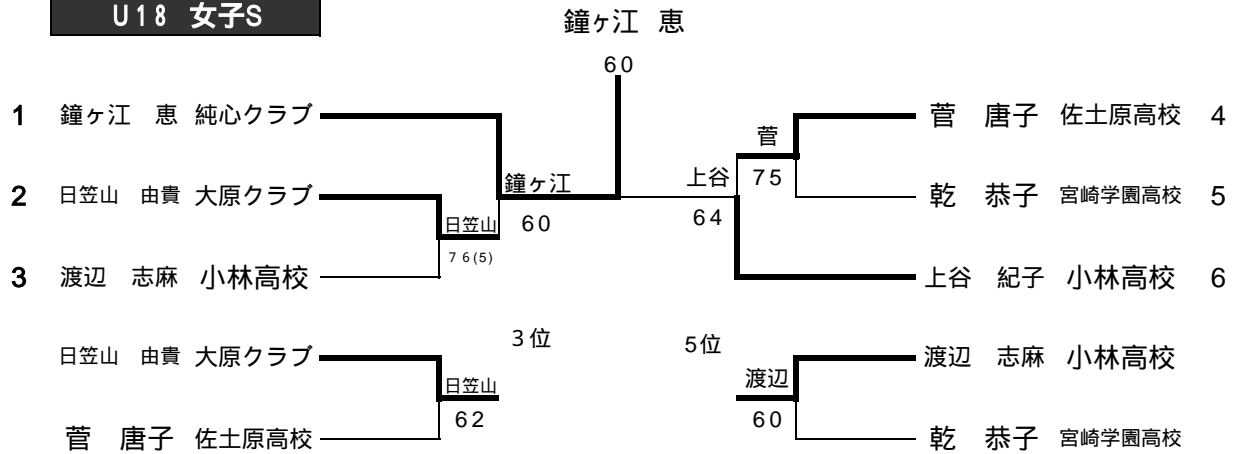 U18 女子S
鐘ヶ江 恵
60
1 鐘ヶ江 恵 純心クラブ
菅 唐子 佐土原高校 4
菅
鐘ヶ江
上谷
75
2 日笠山 由貴 大原クラブ
乾 恭子 宮崎学園高校 5
日笠山
60
64
76(5)
3 渡辺 志麻 小林高校
上谷 紀子 小林高校 6
3位
5位
日笠山 由貴 大原クラブ
渡辺 志麻 小林高校
日笠山
渡辺
62
60
菅 唐子 佐土原高校
乾 恭子 宮崎学園高校